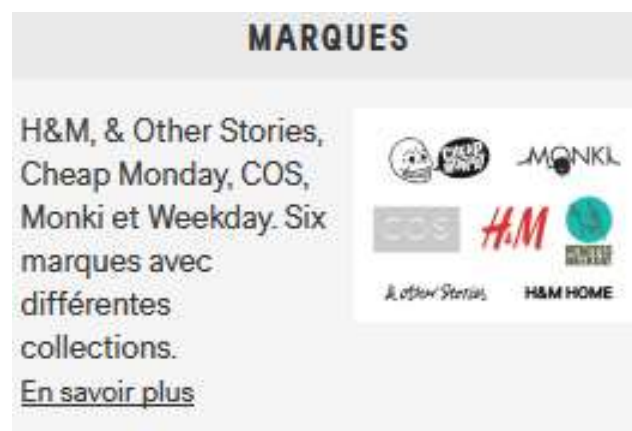 MARQUES
H&M, & Other Stories,
Cheap Monday, COS,
Monki et Weekday. Six
marques avec
différentes
collections.
En savoir plus
CHEAP MONDAY
MONKI
COS
H&M
WEEKDAY
& other Stories
H&M HOME